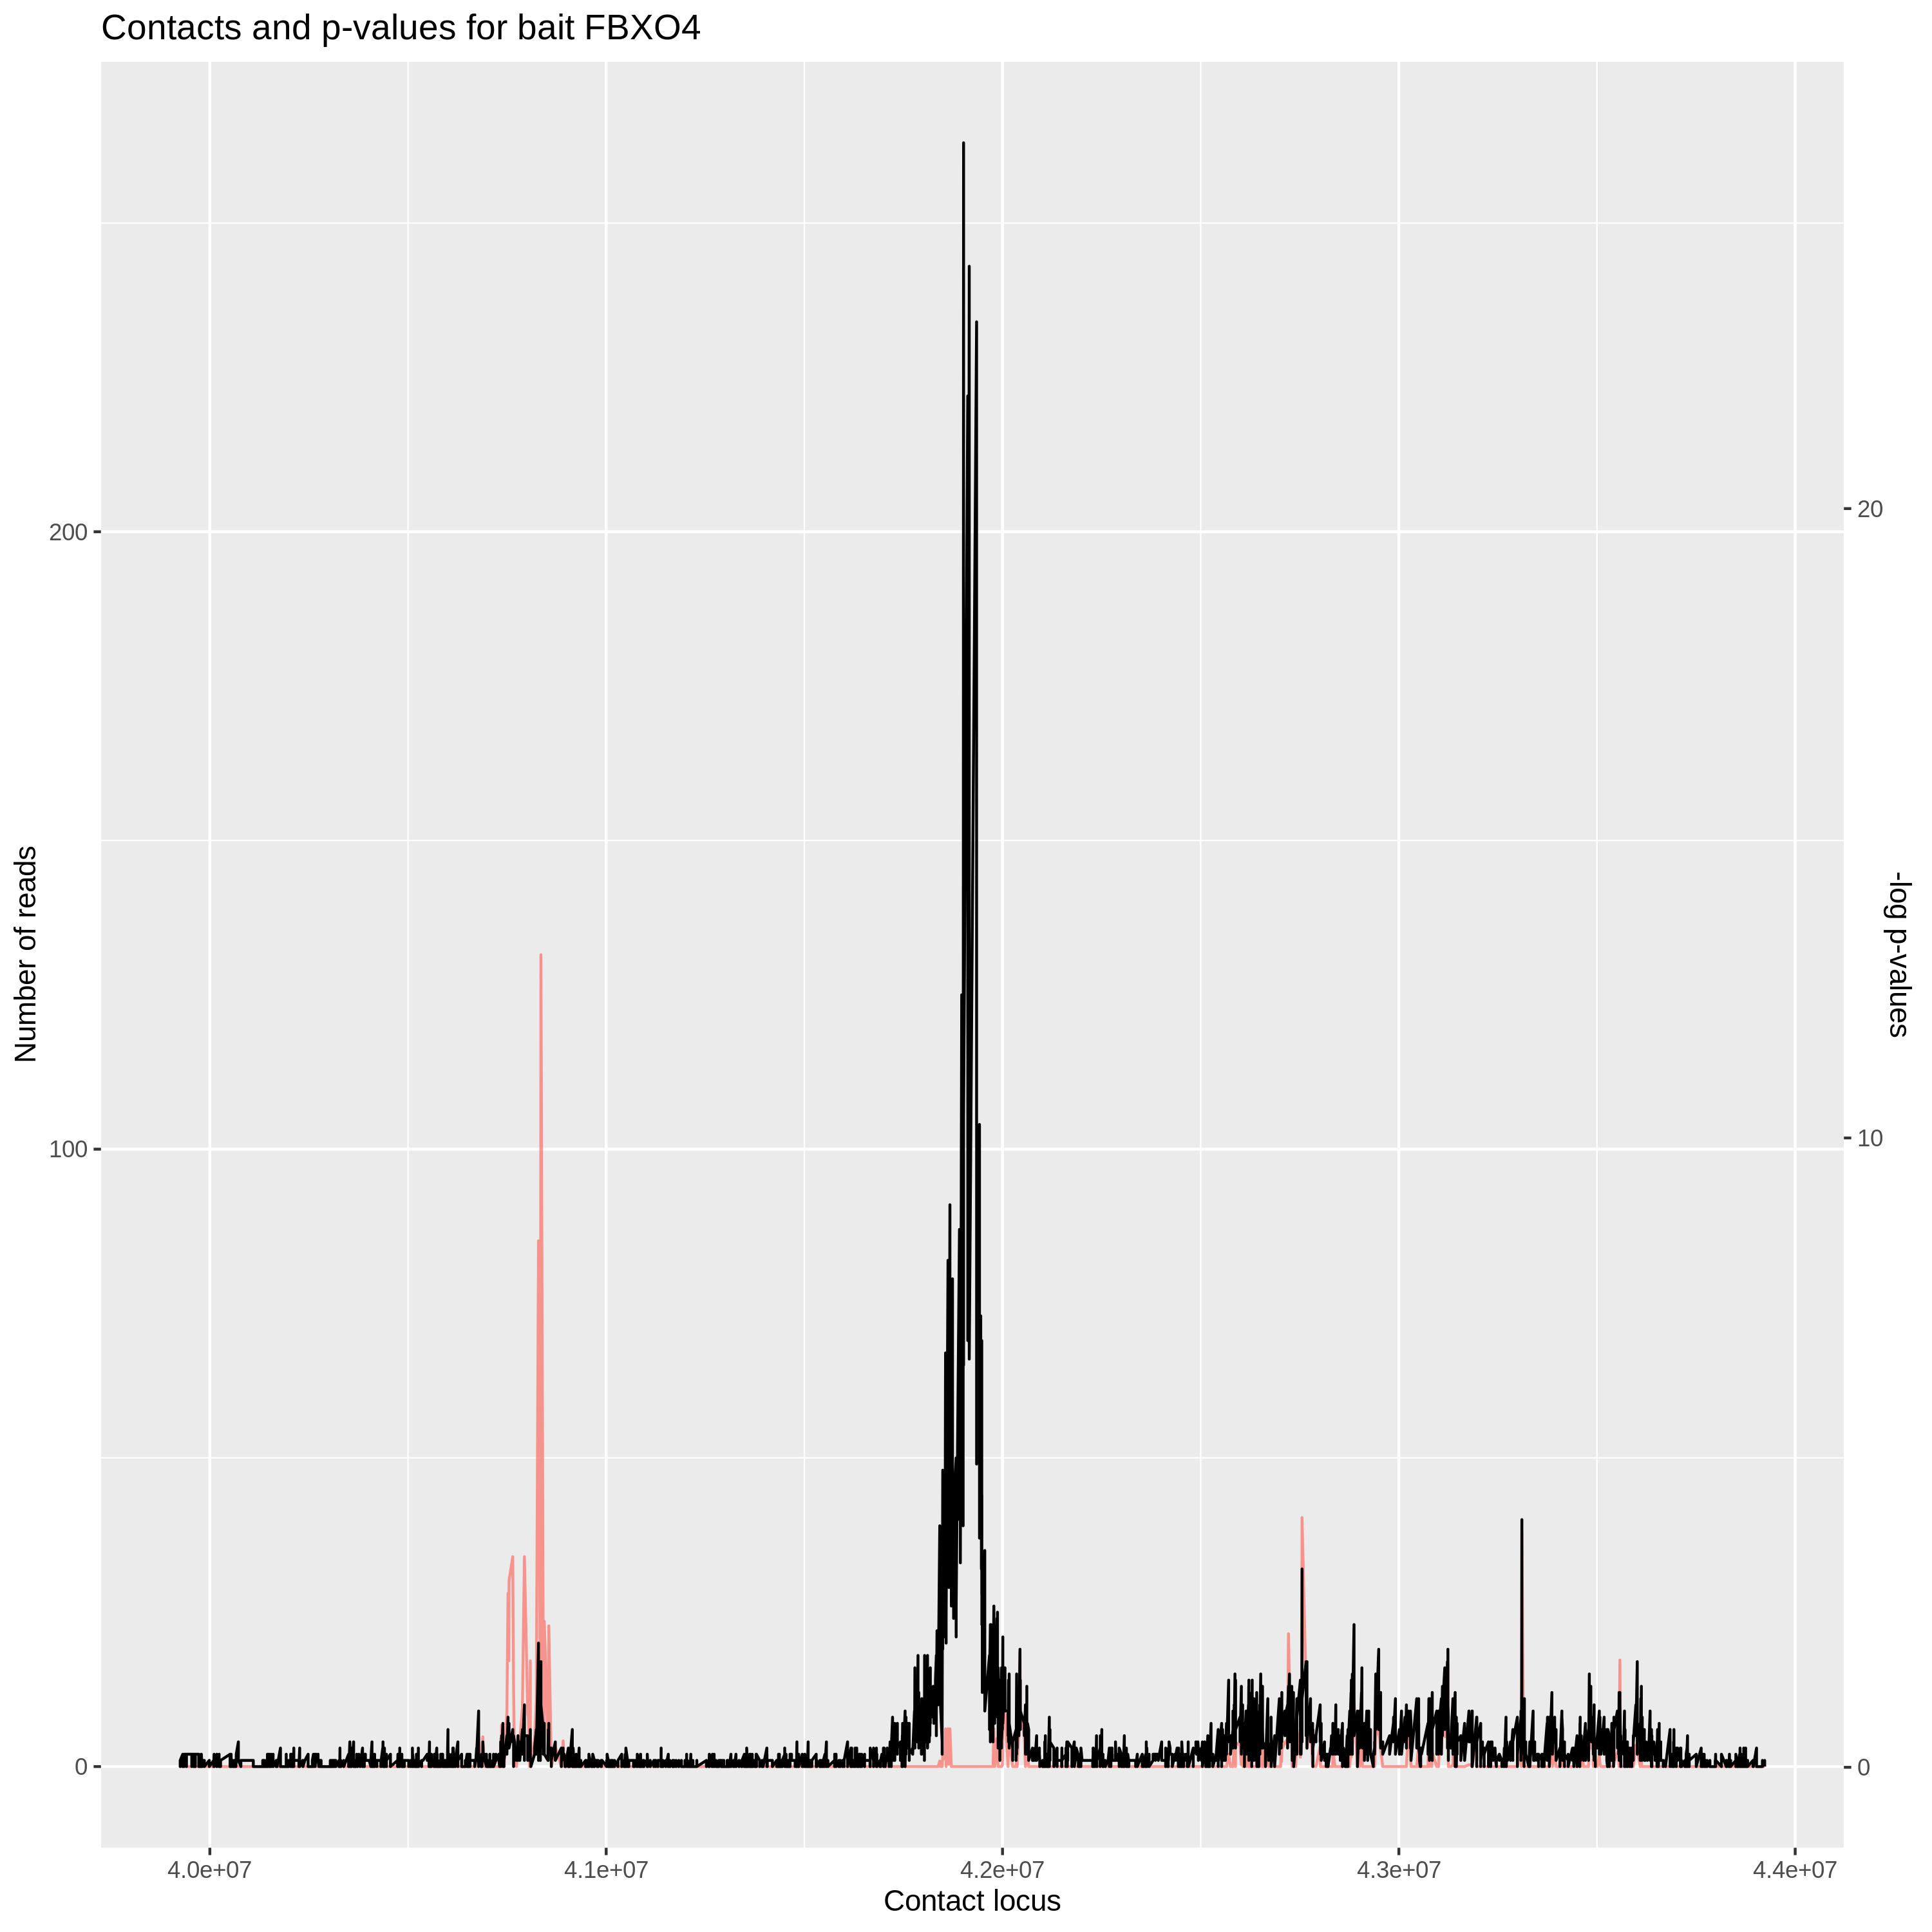 Contacts and p-values for bait FBXO4
Number of reads
200
100
0
20
10
0
-log p-values
4.0e+07
4.1e+07
4.2e+07
4.3e+07
4.4e+07
Contact locus